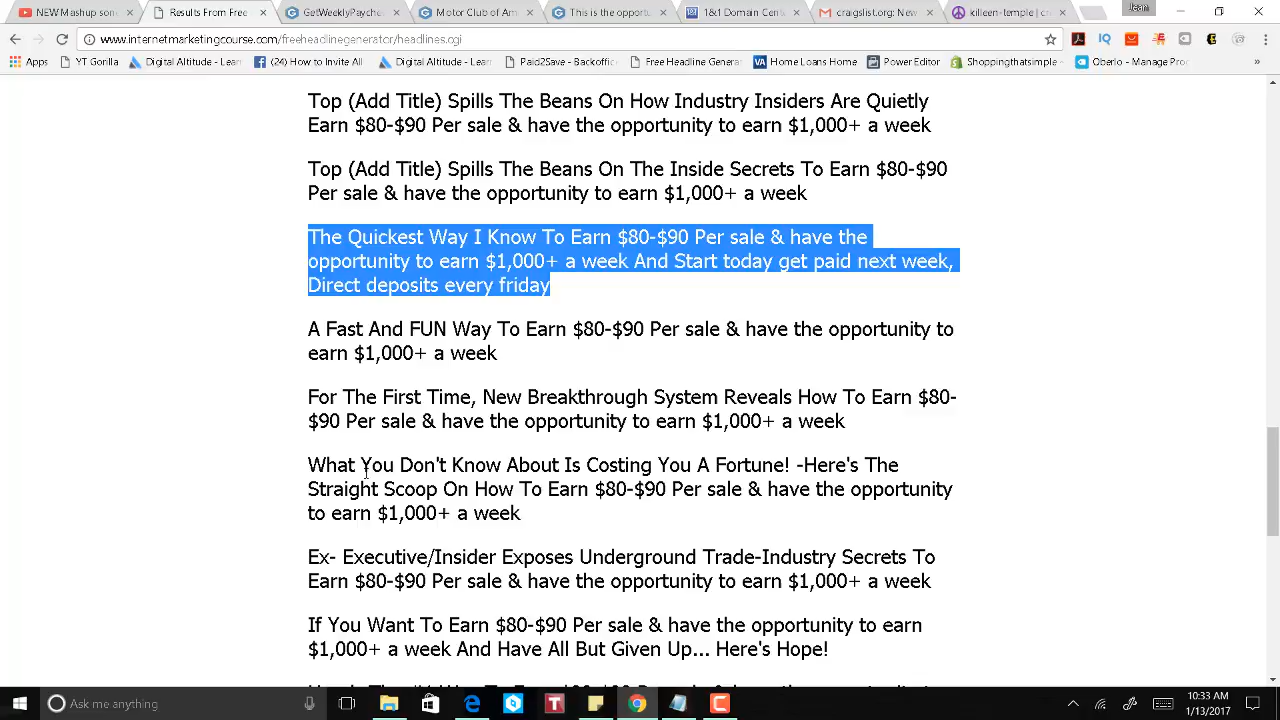 NEW Mashup song
Results From Free
GetWeeklyPaychec
Motor Club of Am
This is the opportu
1&1 Domain Cente
craigslist.org: New
killeen-temple |
Jean
www.internetmarketingcourse.com/freeheadlinegenerator/headlines.cgi
Apps YT Gorilla Digital Altitude - Lear (24) How to Invite All Digital Altitude - Lear Paid2Save - Backoffic Free Headline Genera Home Loans Home Power Editor Shoppingthatsimple Oberlo - Manage Pro
Top (Add Title) Spills The Beans On How Industry Insiders Are Quietly
Earn $80-$90 Per sale & have the opportunity to earn $1,000+ a week
Top (Add Title) Spills The Beans On The Inside Secrets To Earn $80-$90
Per sale & have the opportunity to earn $1,000+ a week
The Quickest Way I Know To Earn $80-$90 Per sale & have the
opportunity to earn $1,000+ a week And Start today get paid next week,
Direct deposits every friday
A Fast And FUN Way To Earn $80-$90 Per sale & have the opportunity to
earn $1,000+ a week
For The First Time, New Breakthrough System Reveals How To Earn $80-
$90 Per sale & have the opportunity to earn $1,000+ a week
What You Don't Know About Is Costing You A Fortune! -Here's The
Straight Scoop On How To Earn $80-$90 Per sale & have the opportunity
to earn $1,000+ a week
Ex- Executive/Insider Exposes Underground Trade-Industry Secrets To
Earn $80-$90 Per sale & have the opportunity to earn $1,000+ a week
If You Want To Earn $80-$90 Per sale & have the opportunity to earn
$1,000+ a week And Have All But Given Up... Here's Hope!
Ask me anything
10:33 AM
1/13/2017